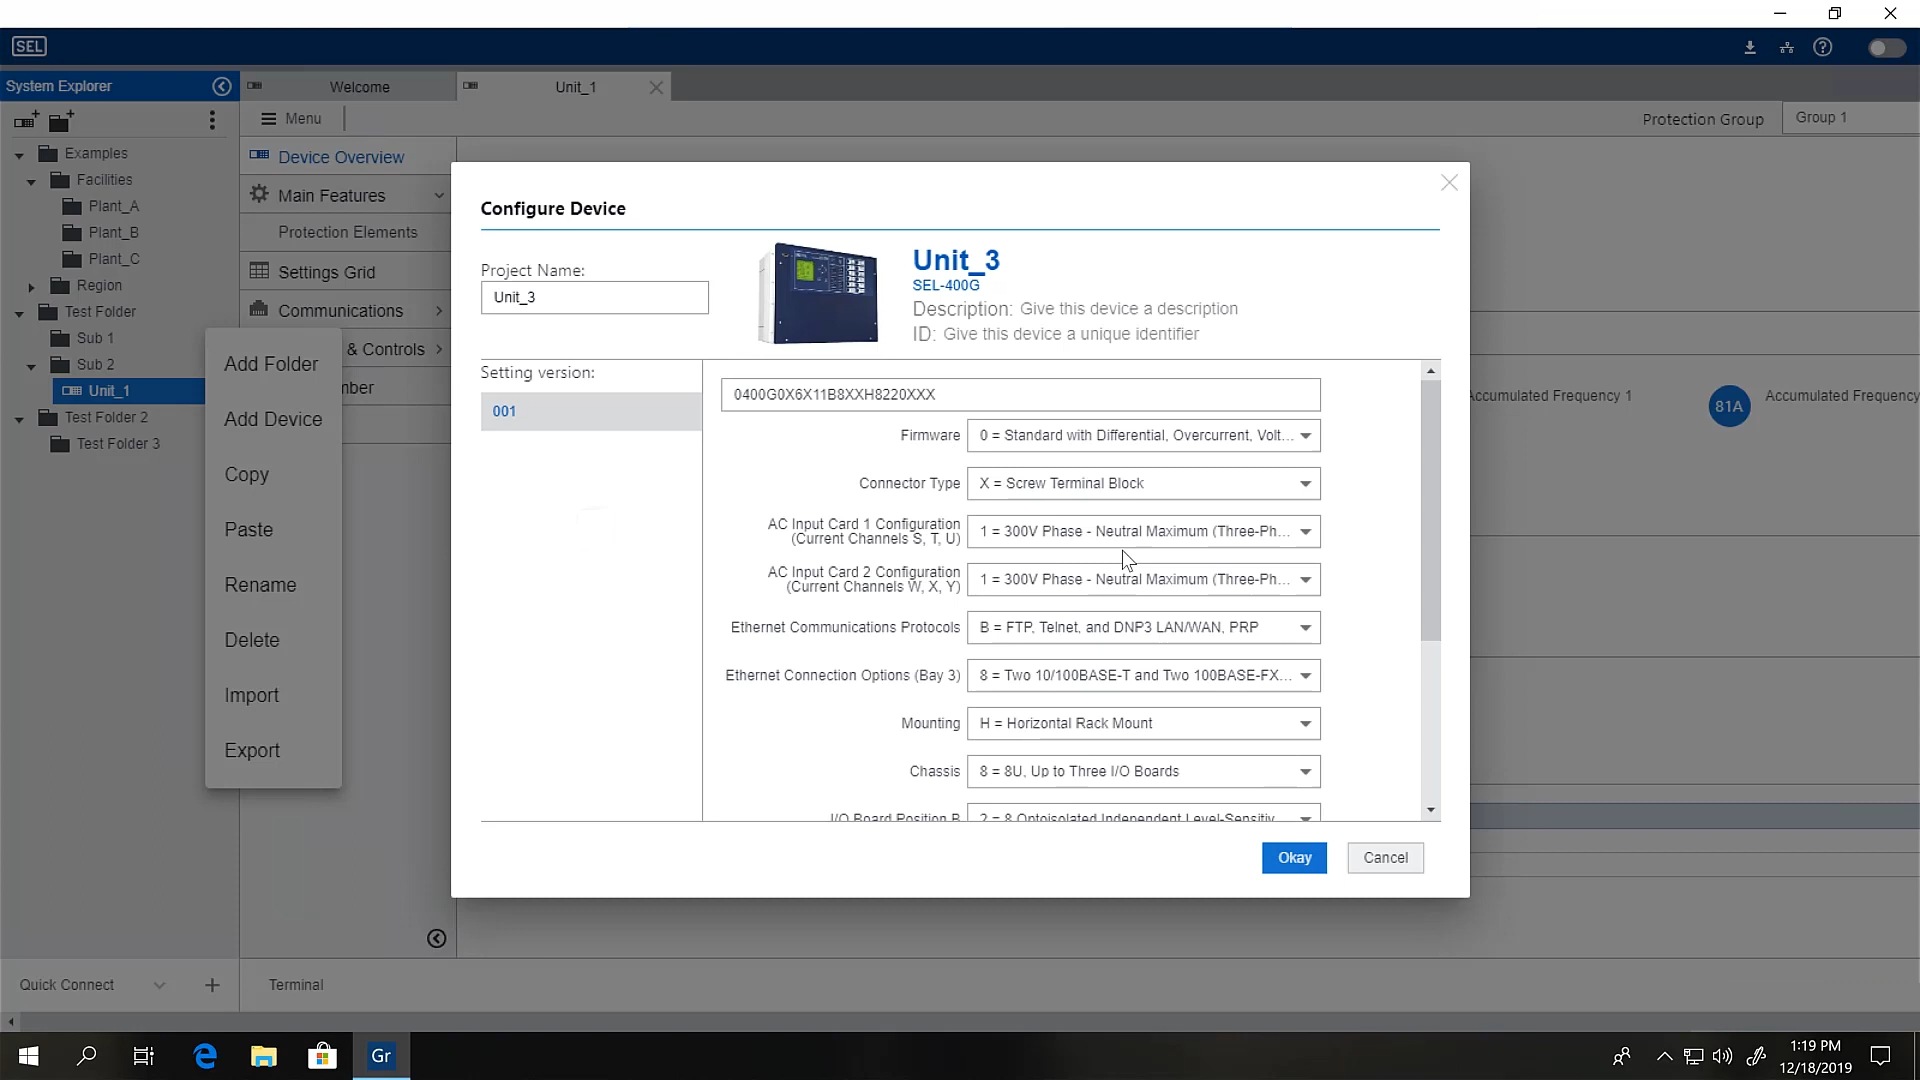 SEL
System Explorer
Welcome
Unit_1
Menu
Protection Group
Group 1
Examples
Facilities
Plant_A
Plant_B
Plant_C
Region
Test Folder
Sub 1
Sub 2
Unit_1
Test Folder 2
Test Folder 3
Device Overview
Main Features
Protection Elements
Settings Grid
Communications
& Controls
Add Folder
Add Device
Copy
Paste
Rename
Delete
Import
Export
Configure Device
Project Name:
Unit_3
Unit_3
SEL-400G
Description: Give this device a description
ID: Give this device a unique identifier
Setting version:
001
0400G0X6X11B8XXH8220XXX
Firmware
0 = Standard with Differential, Overcurrent, Volt...
Connector Type
X = Screw Terminal Block
AC Input Card 1 Configuration
(Current Channels S, T, U)
1 = 300V Phase - Neutral Maximum (Three-Ph...
AC Input Card 2 Configuration
(Current Channels W, X, Y)
1 = 300V Phase - Neutral Maximum (Three-Ph...
Ethernet Communications Protocols
B = FTP, Telnet, and DNP3 LAN/WAN, PRP
Ethernet Connection Options (Bay 3)
8 = Two 10/100BASE-T and Two 100BASE-FX...
Mounting
H = Horizontal Rack Mount
Chassis
8 = 8U, Up to Three I/O Boards
I/O Board Position B
2 = 8 Optoisolated Independent Level-Sensitiv
Okay
Cancel
Accumulated Frequency 1
81A
Accumulated Frequency
Quick Connect
Terminal
Gr
1:19 PM
12/18/2019